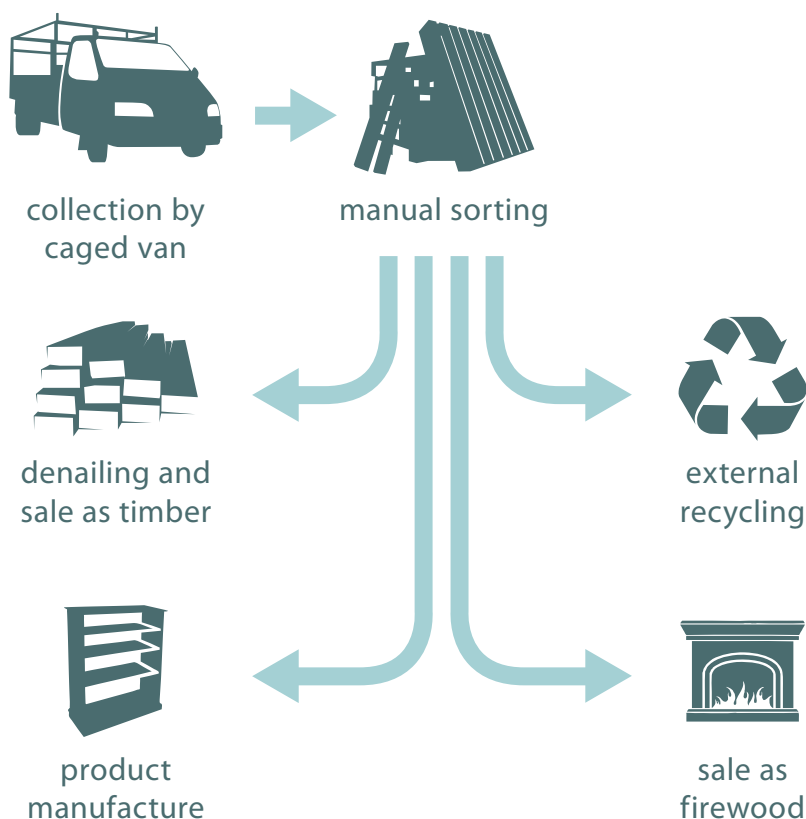 collection by
caged van
manual sorting
denailing and
sale as timber
external
recycling
product
manufacture
sale as
firewood